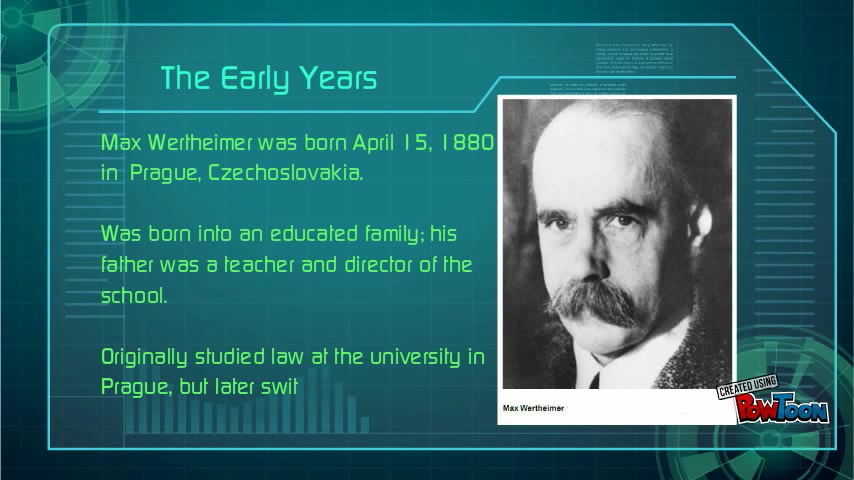 The Early Years
Max Wertheimer was born April 15, 1880
in Prague, Czechoslovakia.
Was born into an educated family; his
father was a teacher and director of the
school.
Originally studied law at the university in
Prague, but later swit
Max Wertheimer
CREATED USING
POWTOON